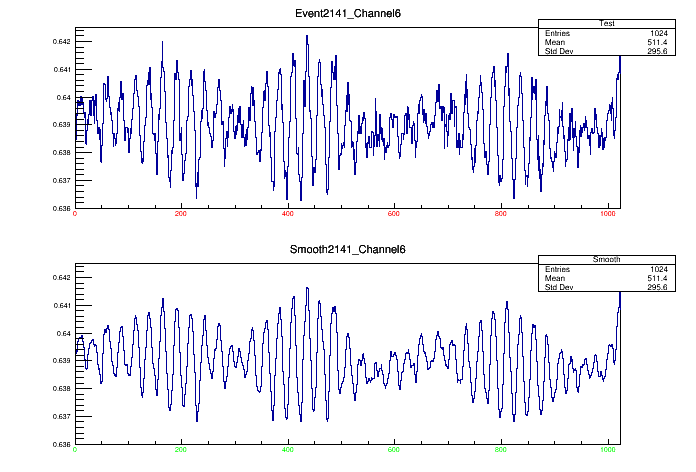 Event2141_Channel6
Test
Entries 1024
Mean 511.4
Std Dev 295.6
0.642
0.641
0.64
0.639
0.638
0.637
0.636
0 200 400 600 800 1000
Smooth2141_Channel6
Smooth
Entries 1024
Mean 511.4
Std Dev 295.6
0.642
0.641
0.64
0.639
0.638
0.637
0.636
0 200 400 600 800 1000